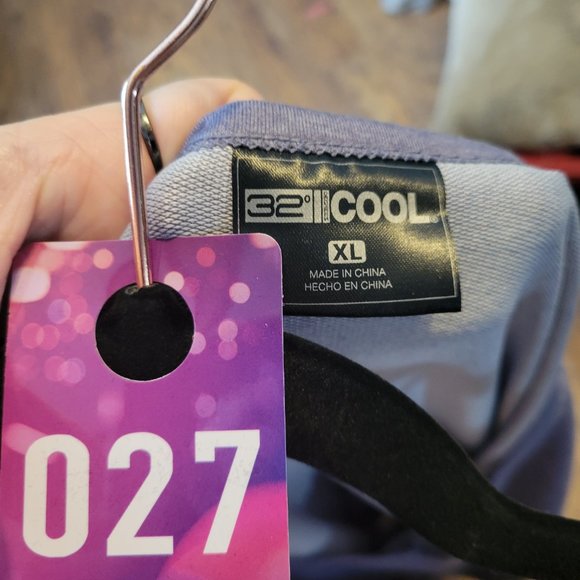 32° COOL
XL
MADE IN CHINA
HECHO EN CHINA
027